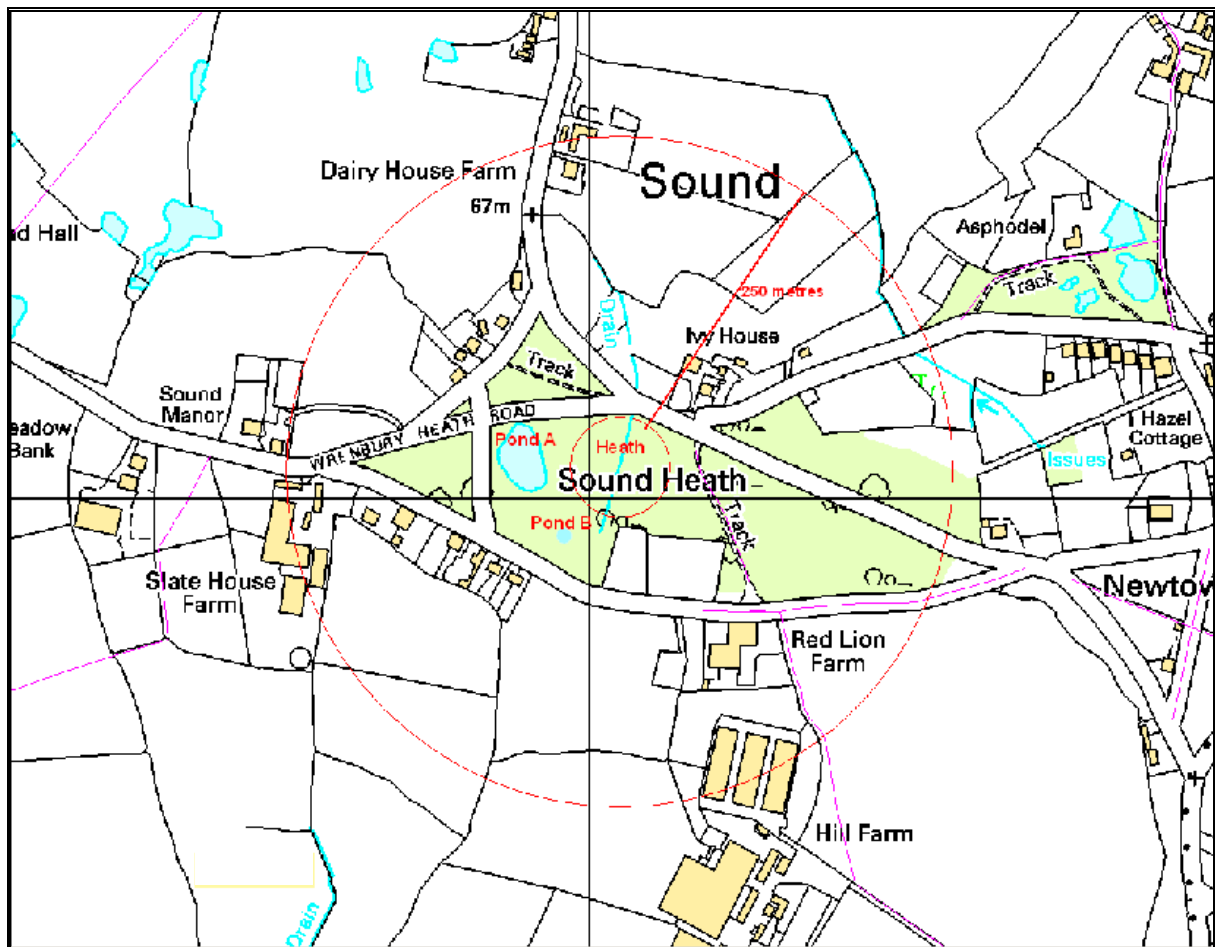 Dairy House Farm
Sound
67m
ad Hall
Asphodel
Track
250 metres
Drain
Ivy House
Track
Sound
Manor
WRENBURY HEATH ROAD
Pond A
Heath
Hazel
Cottage
eadow
Bank
Issues
Sound Heath
Track
Pond B
Slate House
Farm
Newtow
Red Lion
Farm
Hill Farm
Drain